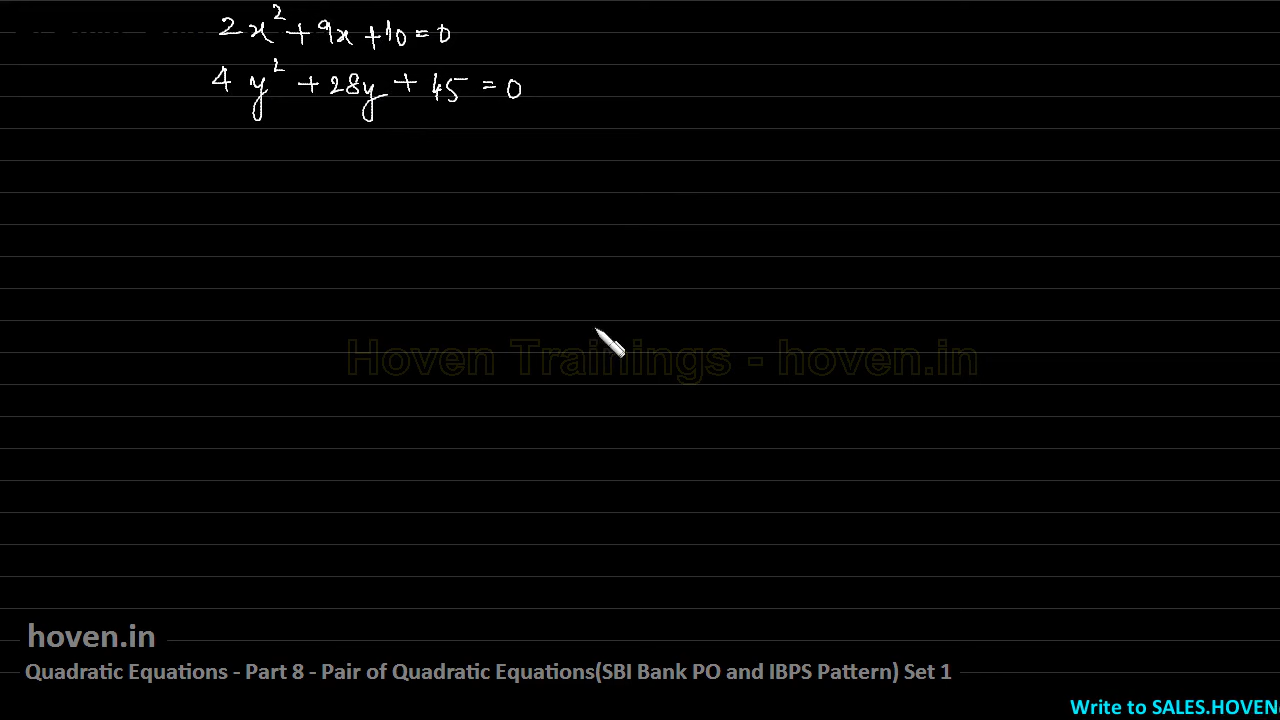 2x² + 9x + 10 = 0
4y² + 28y + 45 = 0
Hoven Trainings - hoven.in
hoven.in
Quadratic Equations - Part 8 - Pair of Quadratic Equations(SBI Bank PO and IBPS Pattern) Set 1
Write to SALES.HOVEN